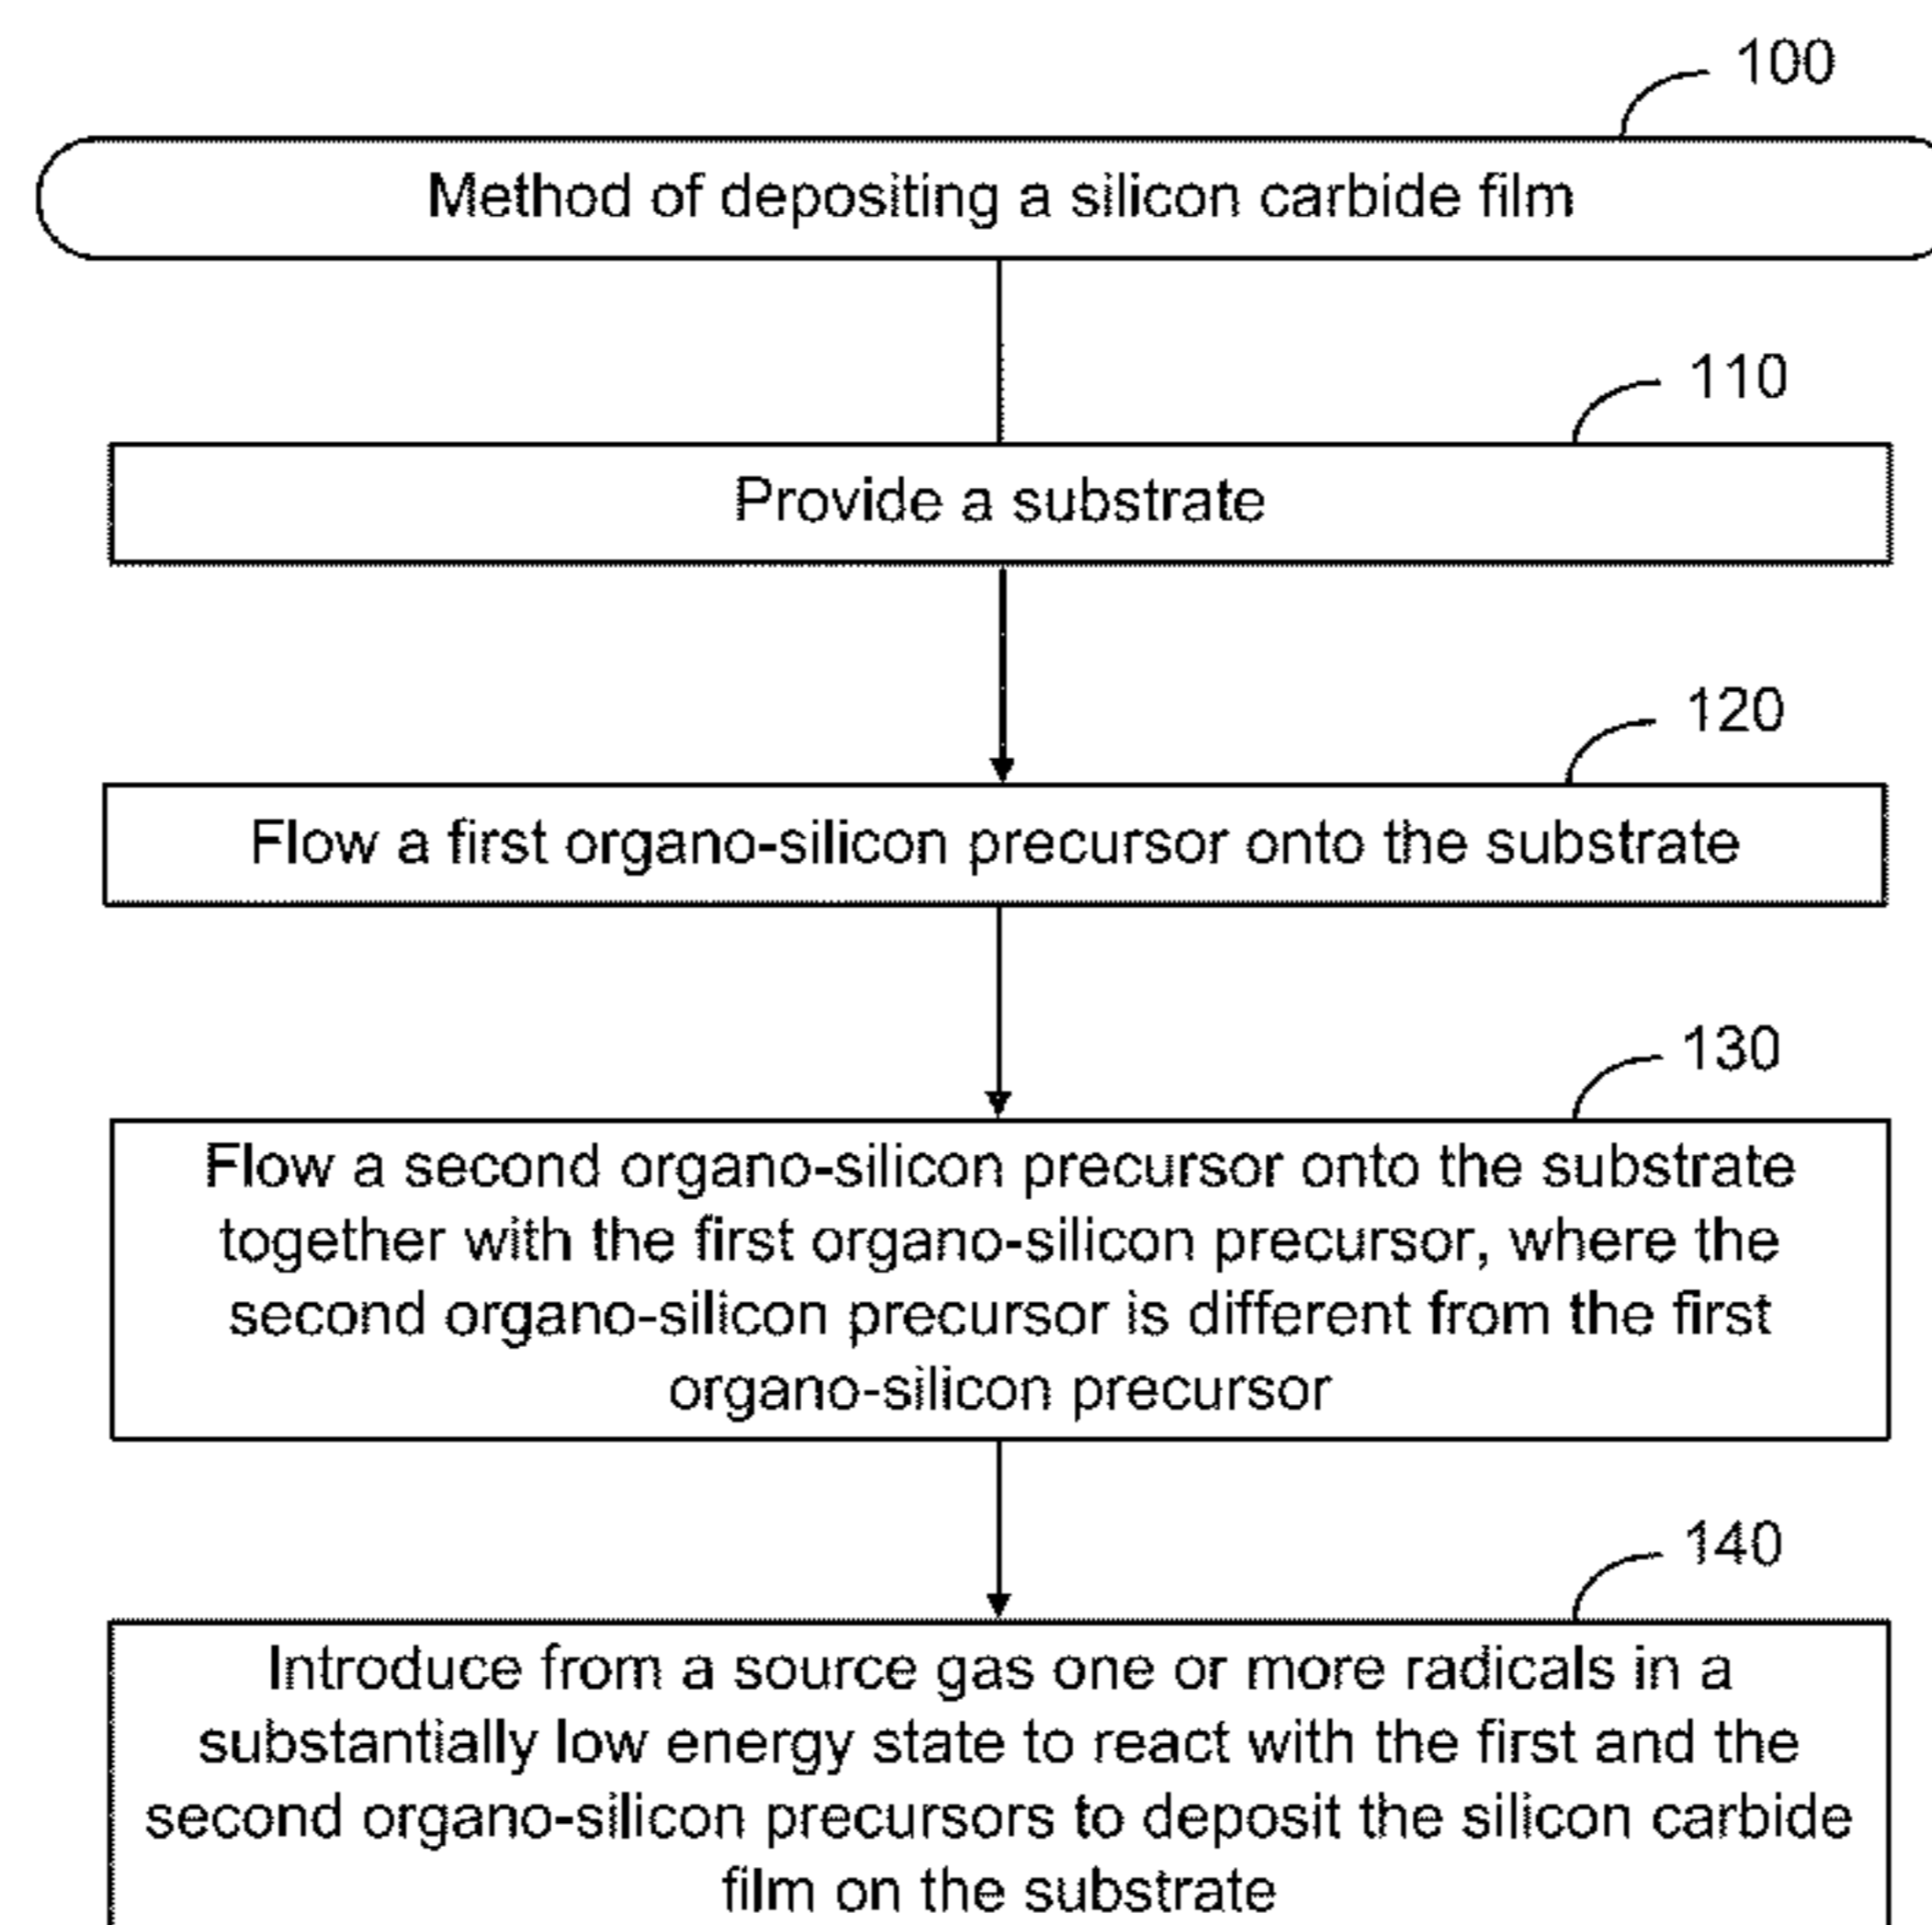 100
Method of depositing a silicon carbide film
110
Provide a substrate
120
Flow a first organo-silicon precursor onto the substrate
130
Flow a second organo-silicon precursor onto the substrate
together with the first organo-silicon precursor, where the
second organo-silicon precursor is different from the first
organo-silicon precursor
140
Introduce from a source gas one or more radicals in a
substantially low energy state to react with the first and the
second organo-silicon precursors to deposit the silicon carbide
film on the substrate